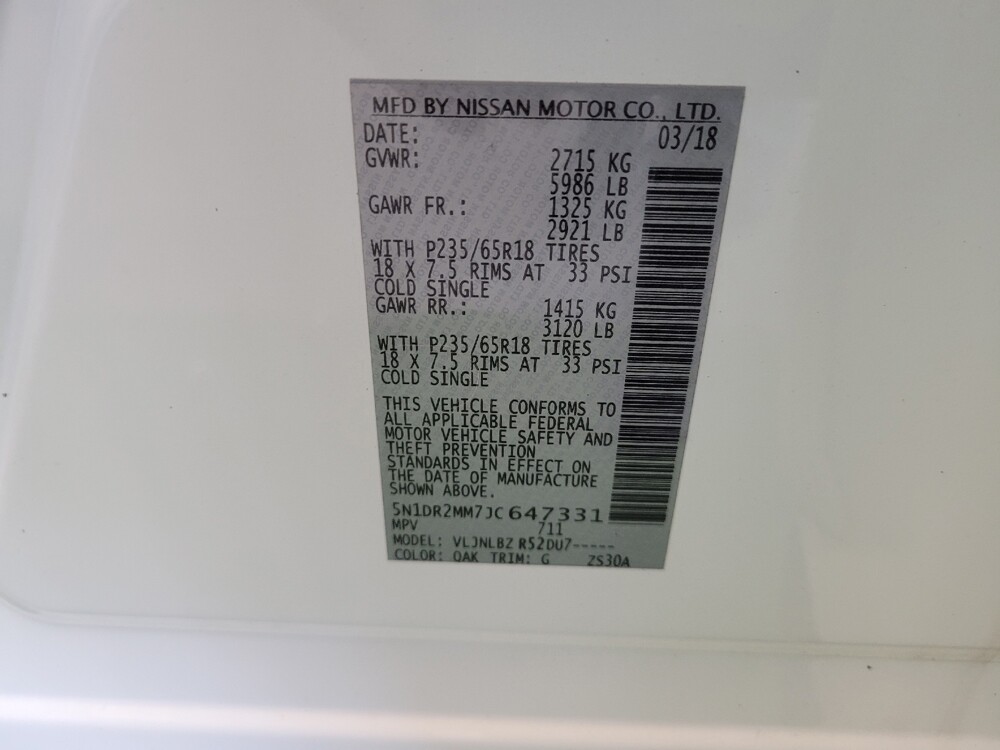 MFD BY NISSAN MOTOR CO., LTD.
DATE: 03/18
GVWR: 2715 KG
5986 LB
GAWR FR.: 1325 KG
2921 LB
WITH P235/65R18 TIRES
18 X 7.5 RIMS AT 33 PSI
COLD SINGLE
GAWR RR.: 1415 KG
3120 LB
WITH P235/65R18 TIRES
18 X 7.5 RIMS AT 33 PSI
COLD SINGLE
THIS VEHICLE CONFORMS TO
ALL APPLICABLE FEDERAL
MOTOR VEHICLE SAFETY AND
THEFT PREVENTION
STANDARDS IN EFFECT ON
THE DATE OF MANUFACTURE
SHOWN ABOVE.
5N1DR2MM7JC647331
MPV 711
MODEL: VLJNLBZ R52DU7-----
COLOR: QAK TRIM: G ZS30A